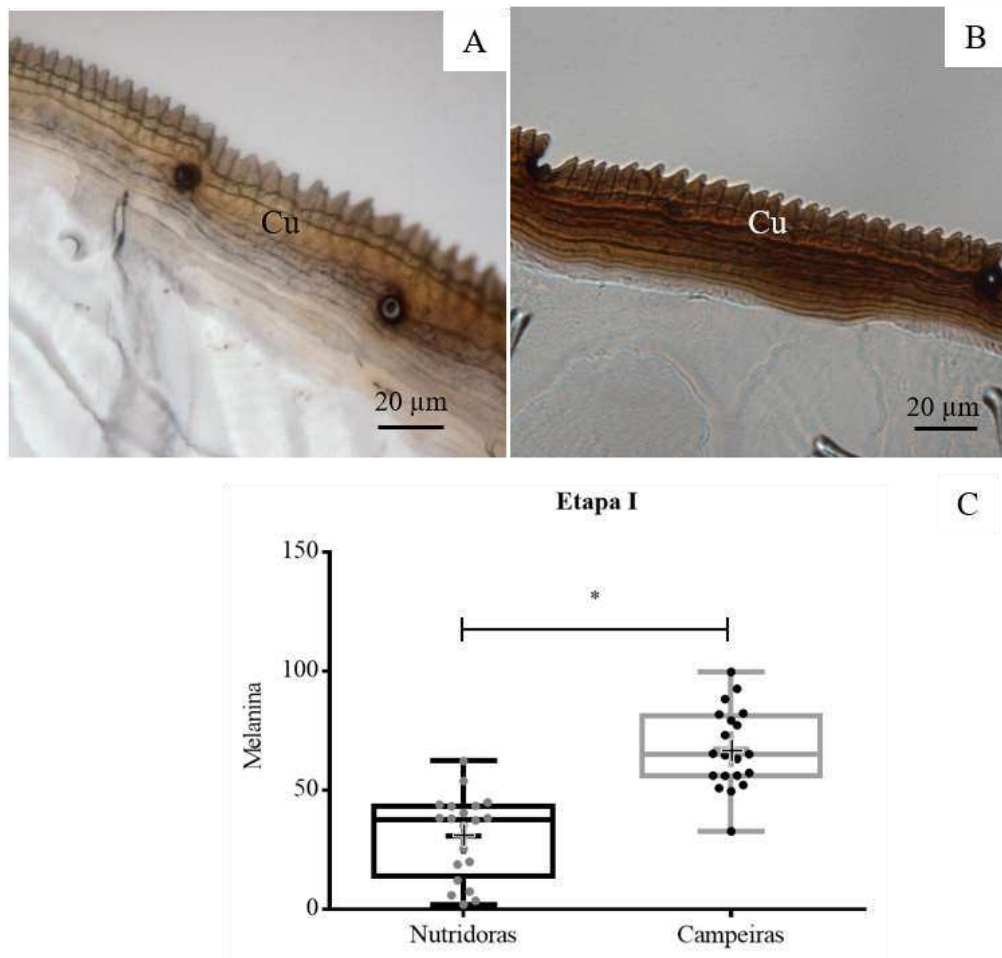 A
B
Cu
Cu
20 µm
20 µm
C
Etapa I
150
*
100
Melanina
50
0
Nutridoras
Campeiras